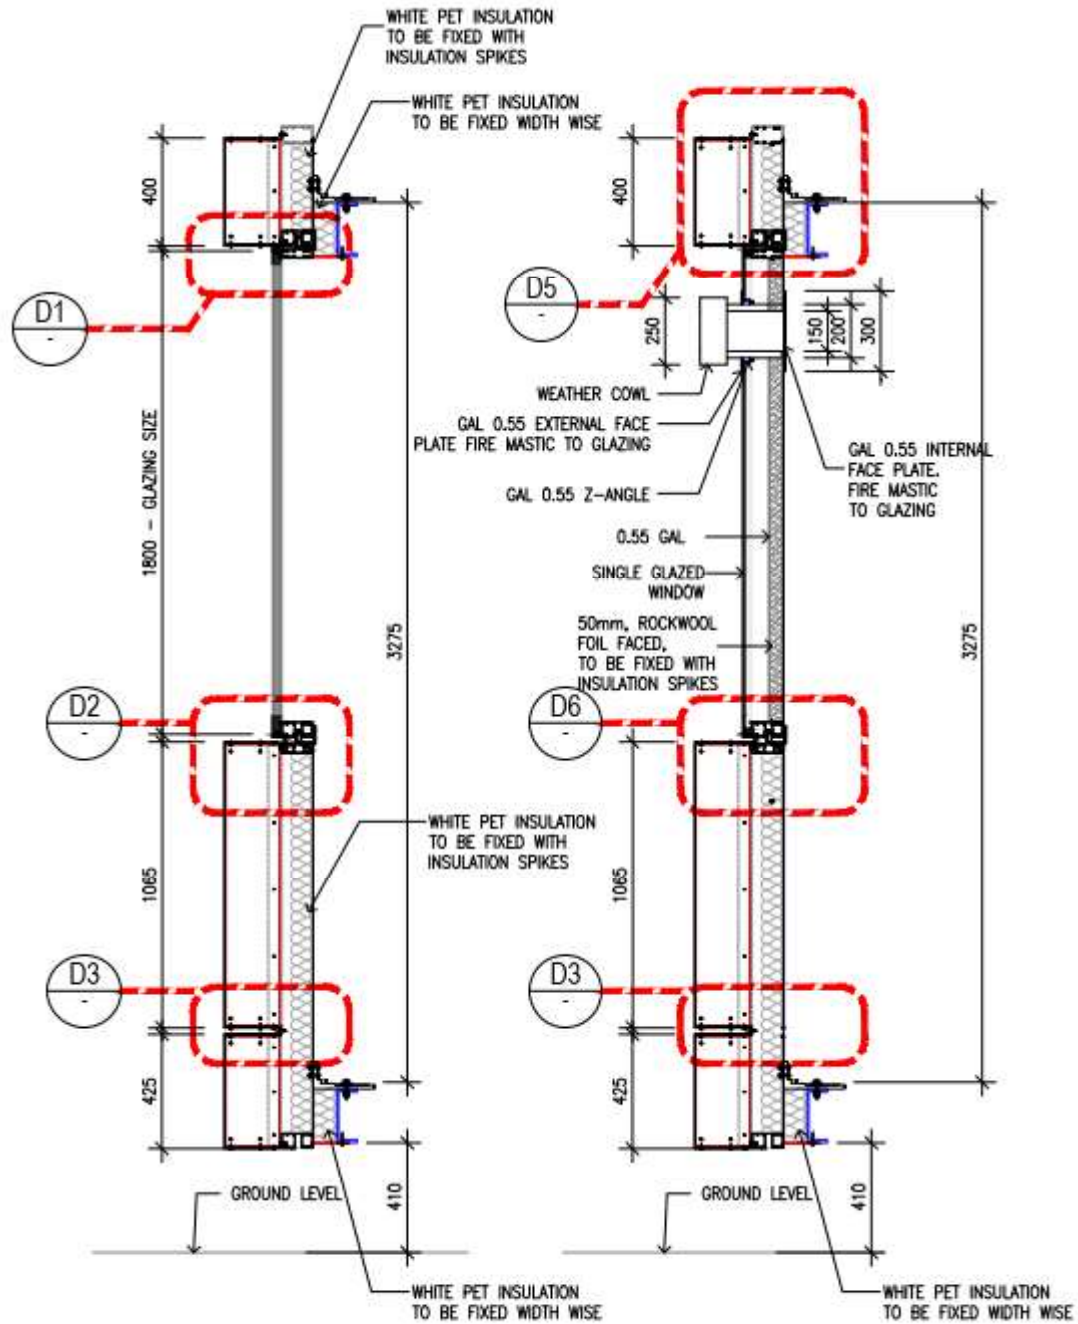 WHITE PET INSULATION
TO BE FIXED WITH
INSULATION SPIKES
WHITE PET INSULATION
TO BE FIXED WIDTH WISE
400
D1
-
1800 - GLAZING SIZE
3275
D2
-
WHITE PET INSULATION
TO BE FIXED WITH
INSULATION SPIKES
1065
D3
-
425
GROUND LEVEL
410
WHITE PET INSULATION
TO BE FIXED WIDTH WISE
400
D5
-
250
150
200
300
WEATHER COWL
GAL 0.55 EXTERNAL FACE
PLATE FIRE MASTIC TO GLAZING
GAL 0.55 INTERNAL
FACE PLATE.
FIRE MASTIC
TO GLAZING
GAL 0.55 Z-ANGLE
0.55 GAL
SINGLE GLAZED
WINDOW
50mm, ROCKWOOL
FOIL FACED,
TO BE FIXED WITH
INSULATION SPIKES
3275
D6
-
1065
D3
-
425
GROUND LEVEL
410
WHITE PET INSULATION
TO BE FIXED WIDTH WISE